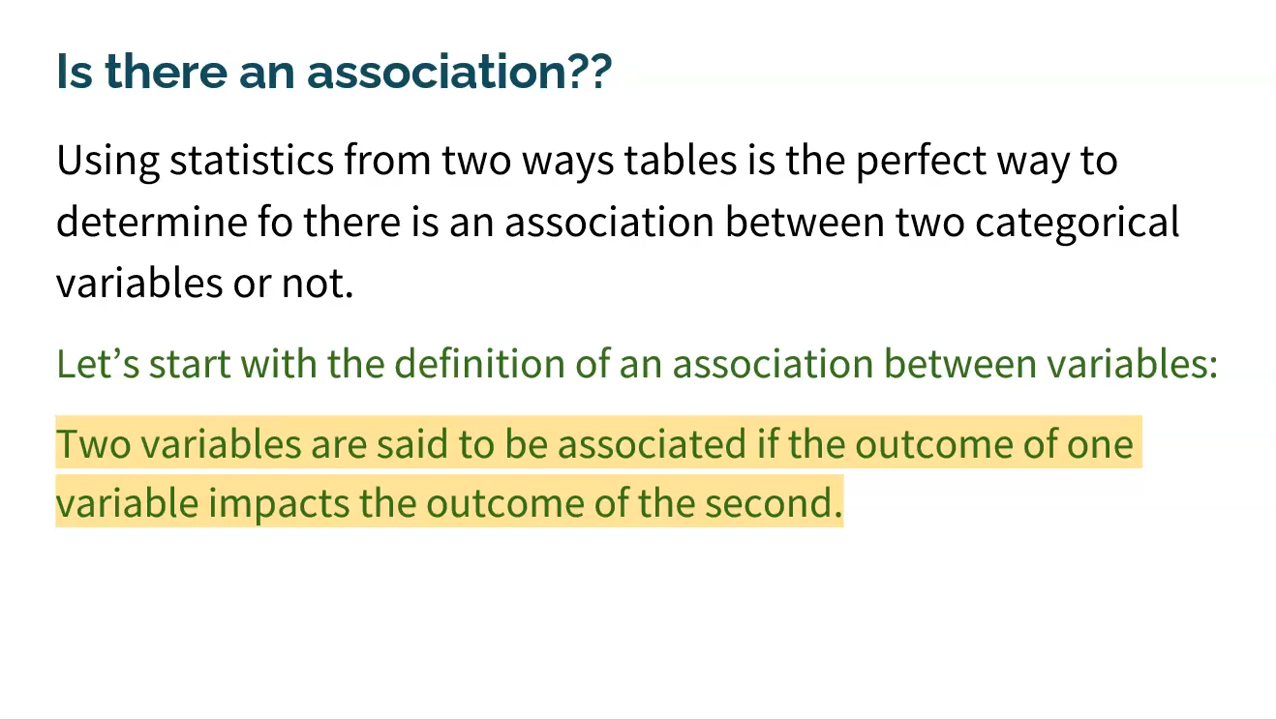 Is there an association??
Using statistics from two ways tables is the perfect way to
determine fo there is an association between two categorical
variables or not.
Let’s start with the definition of an association between variables:
Two variables are said to be associated if the outcome of one
variable impacts the outcome of the second.